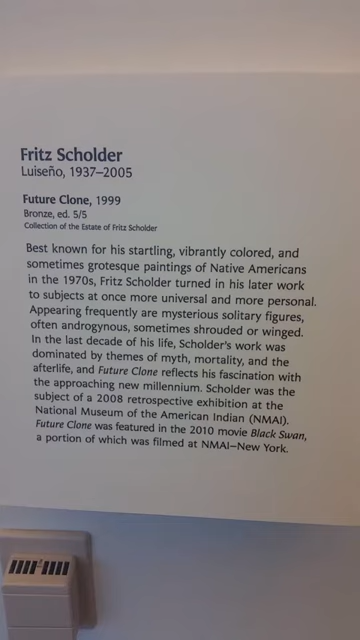 Fritz Scholder
Luiseño, 1937–2005
Future Clone, 1999
Bronze, ed. 5/5
Collection of the Estate of Fritz Scholder
Best known for his startling, vibrantly colored, and
sometimes grotesque paintings of Native Americans
in the 1970s, Fritz Scholder turned in his later work
to subjects at once more universal and more personal.
Appearing frequently are mysterious solitary figures,
often androgynous, sometimes shrouded or winged.
In the last decade of his life, Scholder's work was
dominated by themes of myth, mortality, and the
afterlife, and Future Clone reflects his fascination with
the approaching new millennium. Scholder was the
subject of a 2008 retrospective exhibition at the
National Museum of the American Indian (NMAI).
Future Clone was featured in the 2010 movie Black Swan,
a portion of which was filmed at NMAI–New York.